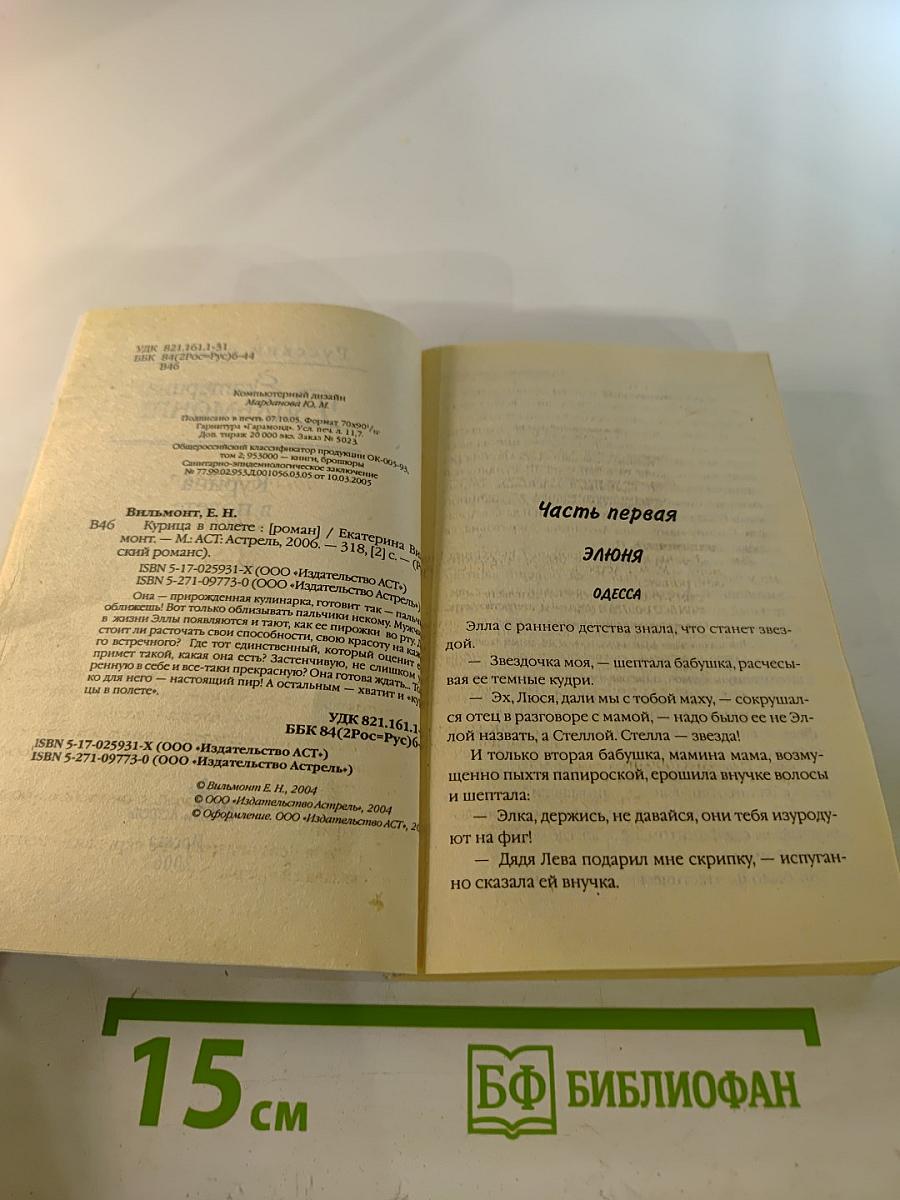 УДК 821.161.1-31
ББК 84(2Рос=Рус)6-44
В46
Компьютерный дизайн
Марданова Ю. М.
Подписано в печать 07.10.05. Формат 70x90 1/
Гарнитура «Гарамонд». Усл. печ. л. 11,7.
Доп. тираж 20 000 экз. Заказ № 5023.
Общероссийский классификатор продукции ОК-005-93,
том 2; 953000 — книги, брошюры
Санитарно-эпидемиологическое заключение
№ 77.99.02.953.Д.001056.03.05 от 10.03.2005
Вильмонт, Е. Н.
В46 Курица в полете : [роман] / Екатерина Ви
монт. — М.: АСТ: Астрель, 2006. — 318, [2] с. — (
ский романс).
ISBN 5-17-025931-X (ООО «Издательство АСТ»)
ISBN 5-271-09773-0 (ООО «Издательство Астрель»)
Она — прирожденная кулинарка, готовит так — пальч
оближешь! Вот только облизывать пальчики некому. Мужч
в жизни Эллы появляются и тают, как ее пирожки во рту.
стоит ли расточать свои способности, свою красоту на ка
го встречного? Где тот единственный, который оценит
примет такой, какая она есть? Застенчивую, не слишком у
ренную в себе и все-таки прекрасную? Она готова ждать... То
ко для него — настоящий пир! А остальным — хватит и «ку
цы в полете».
УДК 821.161.1-
ББК 84(2Рос=Рус)6-
ISBN 5-17-025931-X (ООО «Издательство АСТ»)
ISBN 5-271-09773-0 (ООО «Издательство Астрель»)
© Вильмонт Е. Н., 2004
© ООО «Издательство Астрель», 2004
© Оформление. ООО «Издательство АСТ», 20
Часть первая
ЭЛЮНЯ
ОДЕССА
Элла с раннего детства знала, что станет звез-
дой.
— Звездочка моя, — шептала бабушка, расчесы-
вая ее темные кудри.
— Эх, Люся, дали мы с тобой маху, — сокрушал-
ся отец в разговоре с мамой, — надо было ее не Эл-
лой назвать, а Стеллой. Стелла — звезда!
И только вторая бабушка, мамина мама, возму-
щенно пыхтя папироской, ерошила внучке волосы
и шептала:
— Элка, держись, не давайся, они тебя изуроду-
ют на фиг!
— Дядя Лева подарил мне скрипку, — испуган-
но сказала ей внучка.
15 см
БФ БИБЛИОФАН